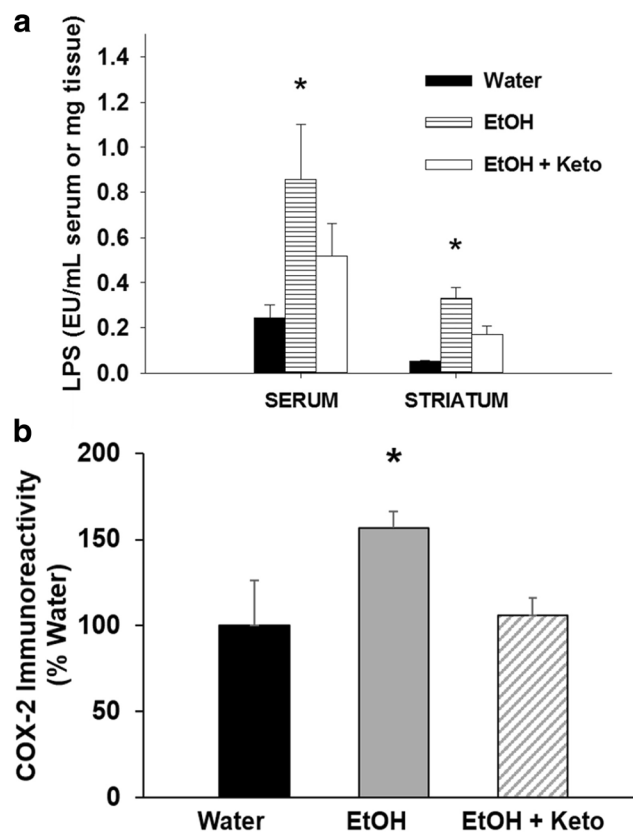 a
LPS (EU/mL serum or mg tissue)
1.4
1.2
1.0
0.8
0.6
0.4
0.2
0.0
*
*
Water
EtOH
EtOH + Keto
SERUM
STRIATUM
b
COX-2 Immunoreactivity
(% Water)
200
150
100
50
0
*
Water
EtOH
EtOH + Keto